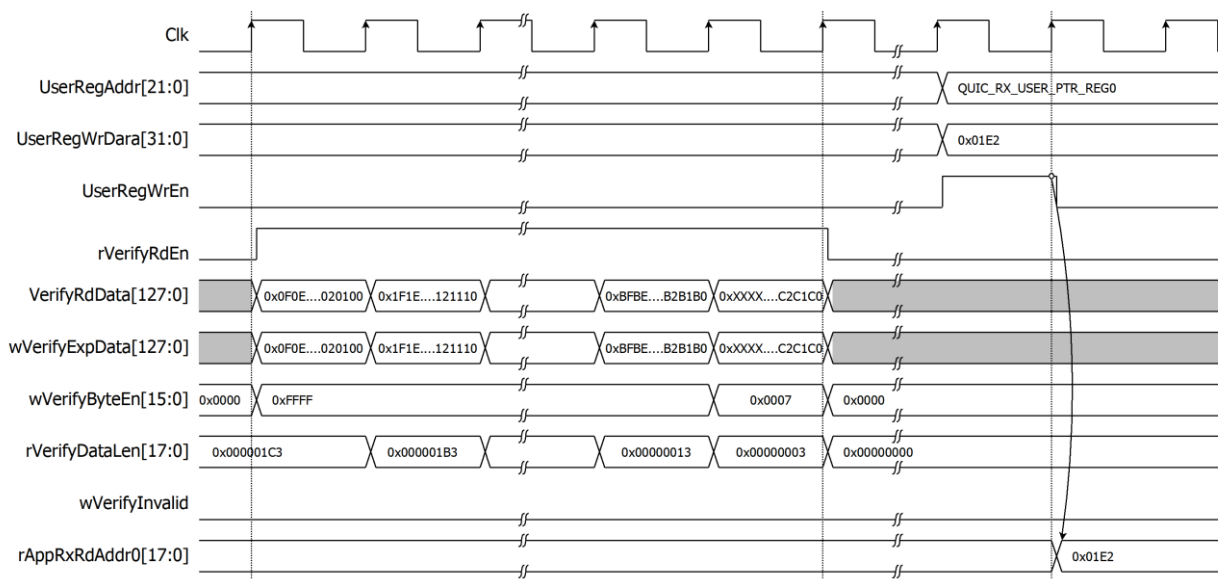 Clk
UserRegAddr[21:0] QUIC_RX_USER_PTR_REG0
UserRegWrDara[31:0] 0x01E2
UserRegWrEn
rVerifyRdEn
VerifyRdData[127:0] 0x0F0E....020100 0x1F1E....121110 0xBFBE....B2B1B0 0xXXXX....C2C1C0
wVerifyExpData[127:0] 0x0F0E....020100 0x1F1E....121110 0xBFBE....B2B1B0 0xXXXX....C2C1C0
wVerifyByteEn[15:0] 0x0000 0xFFFF 0x0007 0x0000
rVerifyDataLen[17:0] 0x000001C3 0x000001B3 0x00000013 0x00000003 0x00000000
wVerifyInvalid
rAppRxRdAddr0[17:0] 0x01E2